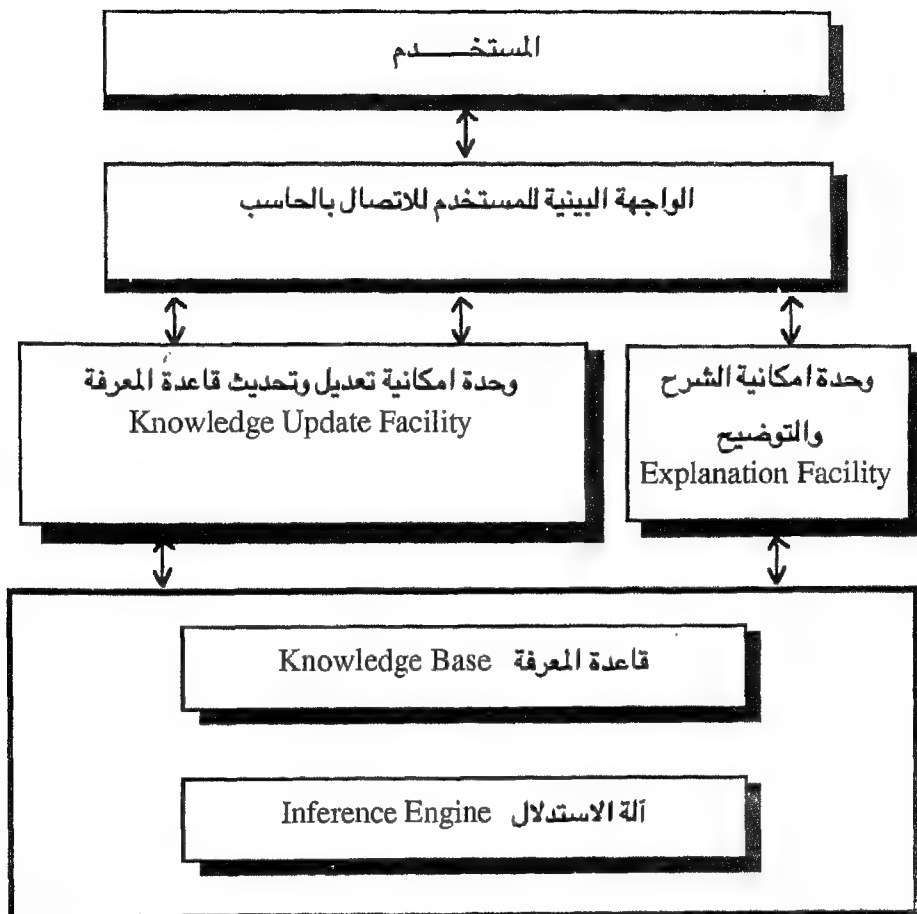 المستخـــــدم
الواجهة البينية للمستخدم للاتصال بالحاسب
وحدة امكانية الشرح
والتوضيح
Explanation Facility
وحدة امكانية تعديل وتحديث قاعدة المعرفة
Knowledge Update Facility
قاعدة المعرفة Knowledge Base
آلة الاستدلال Inference Engine